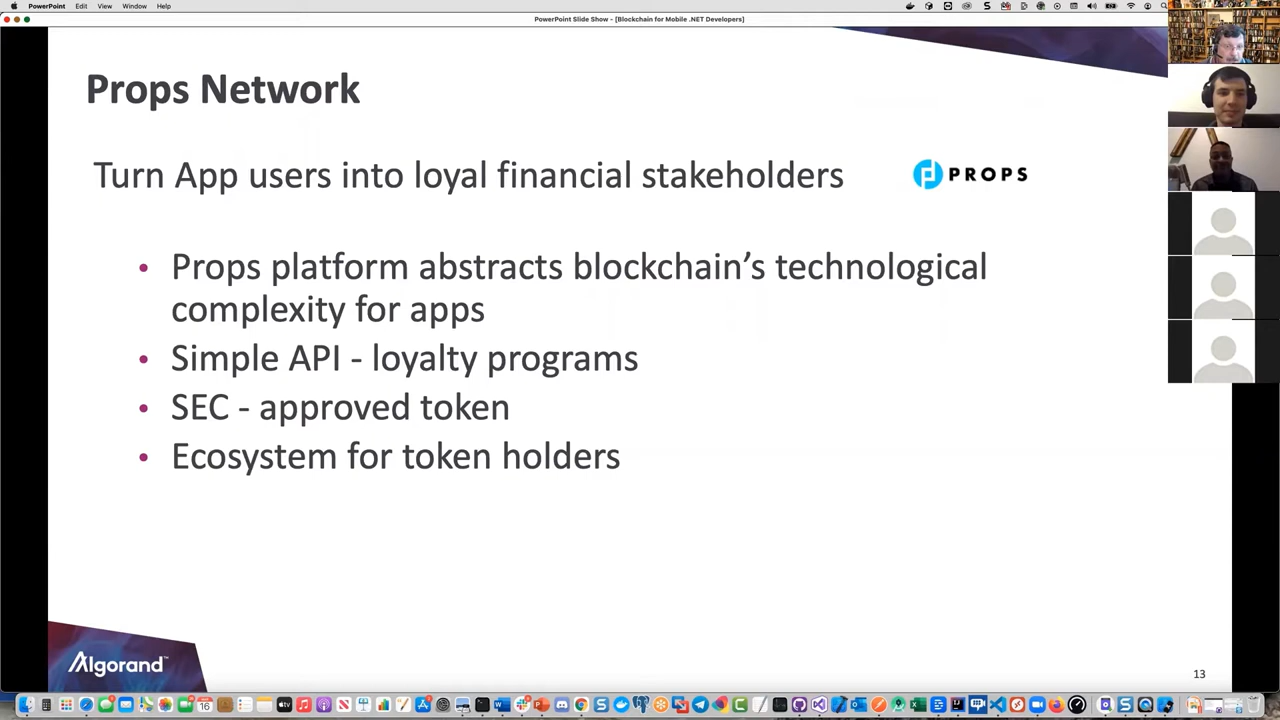 PowerPoint Edit View Window Help
PowerPoint Slide Show - [Blockchain for Mobile .NET Developers]
Props Network
Turn App users into loyal financial stakeholders
PROPS
• Props platform abstracts blockchain’s technological
complexity for apps
• Simple API - loyalty programs
• SEC - approved token
• Ecosystem for token holders
Algorand™
13
16